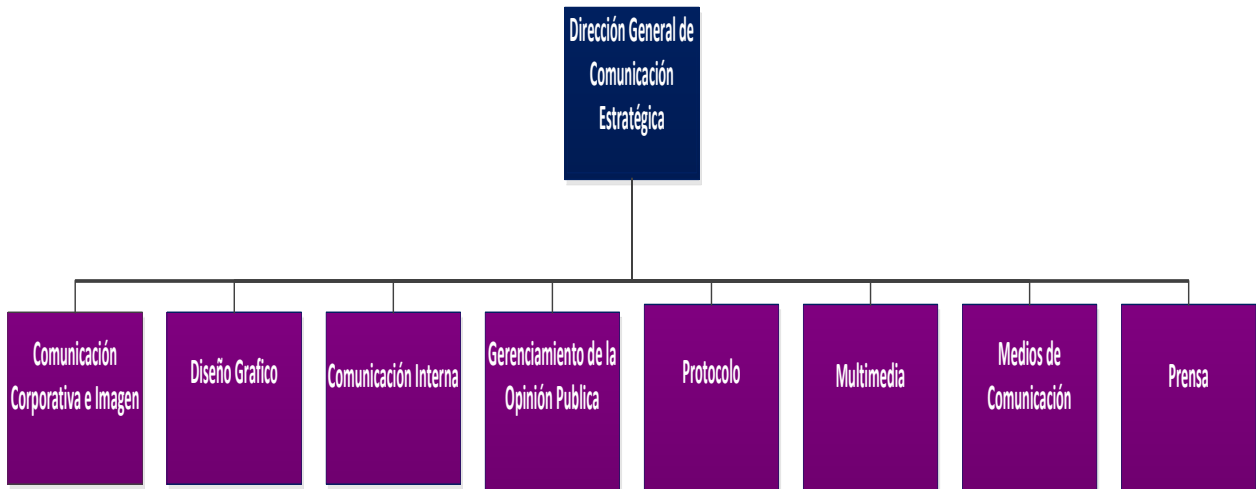 Dirección General de
Comunicación
Estratégica
Comunicación
Corporativa e Imagen
Diseño Grafico
Comunicación Interna
Gerenciamiento de la
Opinión Publica
Protocolo
Multimedia
Medios de
Comunicación
Prensa